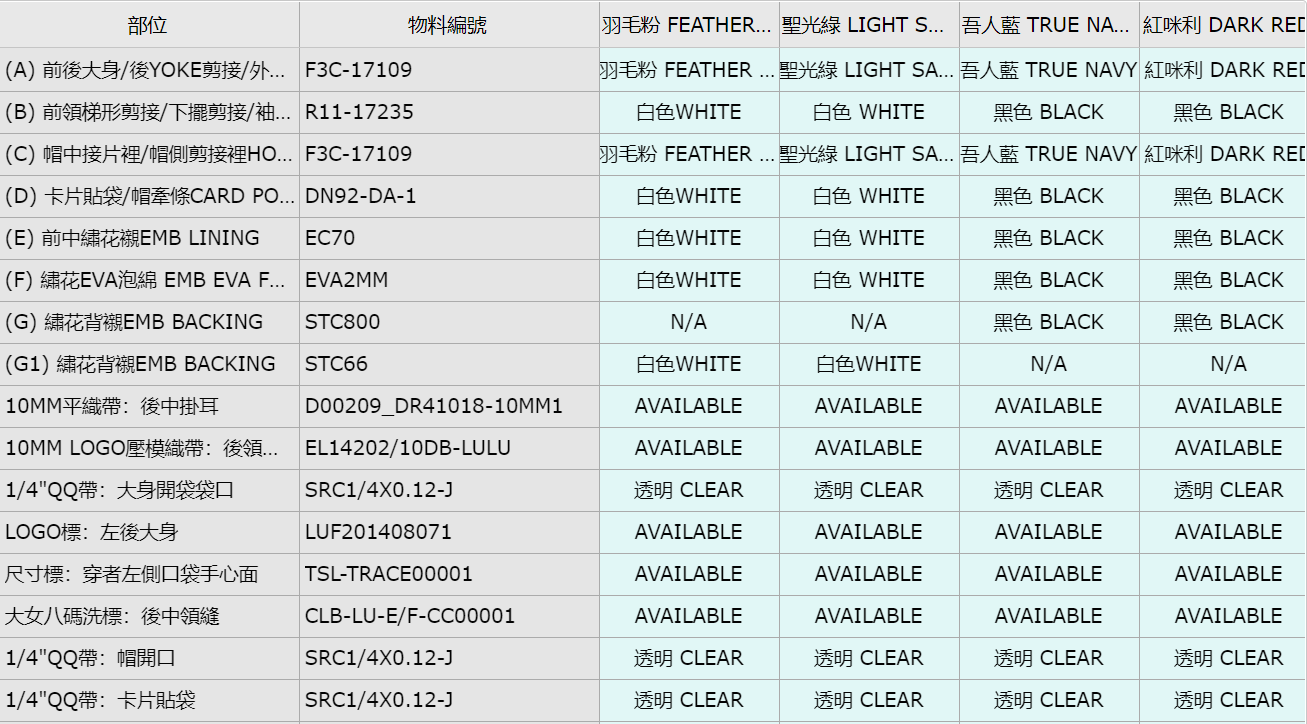 部位 物料編號 羽毛粉 FEATHER... 聖光綠 LIGHT S... 吾人藍 TRUE NA... 紅咪利 DARK RED
(A) 前後大身/後YOKE剪接/外... F3C-17109 羽毛粉 FEATHER ... 聖光綠 LIGHT SA... 吾人藍 TRUE NAVY 紅咪利 DARK RED
(B) 前領梯形剪接/下擺剪接/袖... R11-17235 白色WHITE 白色 WHITE 黑色 BLACK 黑色 BLACK
(C) 帽中接片裡/帽側剪接裡HO... F3C-17109 羽毛粉 FEATHER ... 聖光綠 LIGHT SA... 吾人藍 TRUE NAVY 紅咪利 DARK RED
(D) 卡片貼袋/帽牽條CARD PO... DN92-DA-1 白色WHITE 白色 WHITE 黑色 BLACK 黑色 BLACK
(E) 前中繡花襯EMB LINING EC70 白色WHITE 白色 WHITE 黑色 BLACK 黑色 BLACK
(F) 繡花EVA泡綿 EMB EVA F... EVA2MM 白色WHITE 白色 WHITE 黑色 BLACK 黑色 BLACK
(G) 繡花背襯EMB BACKING STC800 N/A N/A 黑色 BLACK 黑色 BLACK
(G1) 繡花背襯EMB BACKING STC66 白色WHITE 白色WHITE N/A N/A
10MM平織帶：後中掛耳 D00209_DR41018-10MM1 AVAILABLE AVAILABLE AVAILABLE AVAILABLE
10MM LOGO壓模織帶：後領... EL14202/10DB-LULU AVAILABLE AVAILABLE AVAILABLE AVAILABLE
1/4"QQ帶：大身開袋袋口 SRC1/4X0.12-J 透明 CLEAR 透明 CLEAR 透明 CLEAR 透明 CLEAR
LOGO標：左後大身 LUF201408071 AVAILABLE AVAILABLE AVAILABLE AVAILABLE
尺寸標：穿者左側口袋手心面 TSL-TRACE00001 AVAILABLE AVAILABLE AVAILABLE AVAILABLE
大女八碼洗標：後中領縫 CLB-LU-E/F-CC00001 AVAILABLE AVAILABLE AVAILABLE AVAILABLE
1/4"QQ帶：帽開口 SRC1/4X0.12-J 透明 CLEAR 透明 CLEAR 透明 CLEAR 透明 CLEAR
1/4"QQ帶：卡片貼袋 SRC1/4X0.12-J 透明 CLEAR 透明 CLEAR 透明 CLEAR 透明 CLEAR